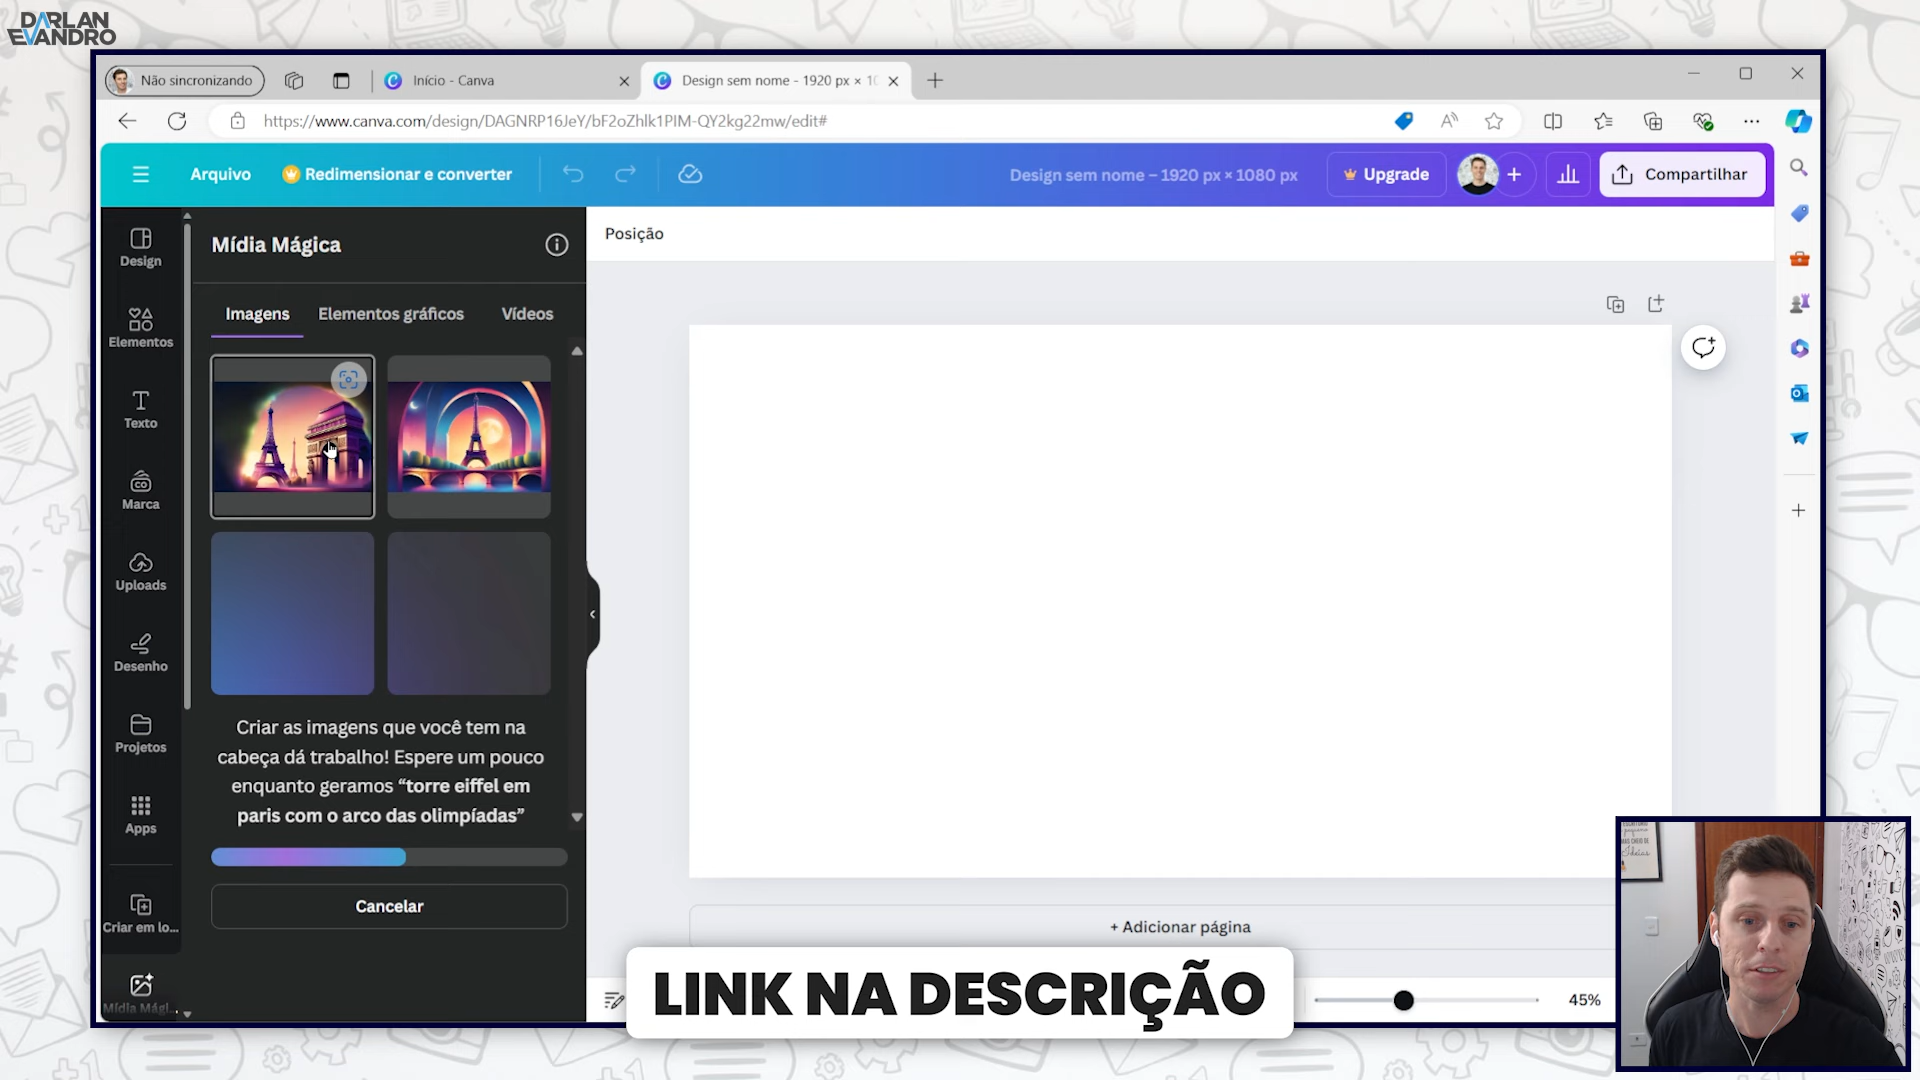 DARLAN
EVANDRO
Não sincronizando
Início - Canva
Design sem nome - 1920 px × 10
https://www.canva.com/design/DAGNRP16JeY/bF2oZhlk1PIM-QY2kg22mw/edit#
Arquivo
Redimensionar e converter
Design sem nome – 1920 px × 1080 px
Upgrade
Compartilhar
Design
Elementos
Texto
Marca
Uploads
Desenho
Projetos
Apps
Criar em lo...
Mídia Mági...
Mídia Mágica
Imagens
Elementos gráficos
Vídeos
Criar as imagens que você tem na
cabeça dá trabalho! Espere um pouco
enquanto geramos “torre eiffel em
paris com o arco das olimpíadas”
Cancelar
Posição
+ Adicionar página
45%
LINK NA DESCRIÇÃO